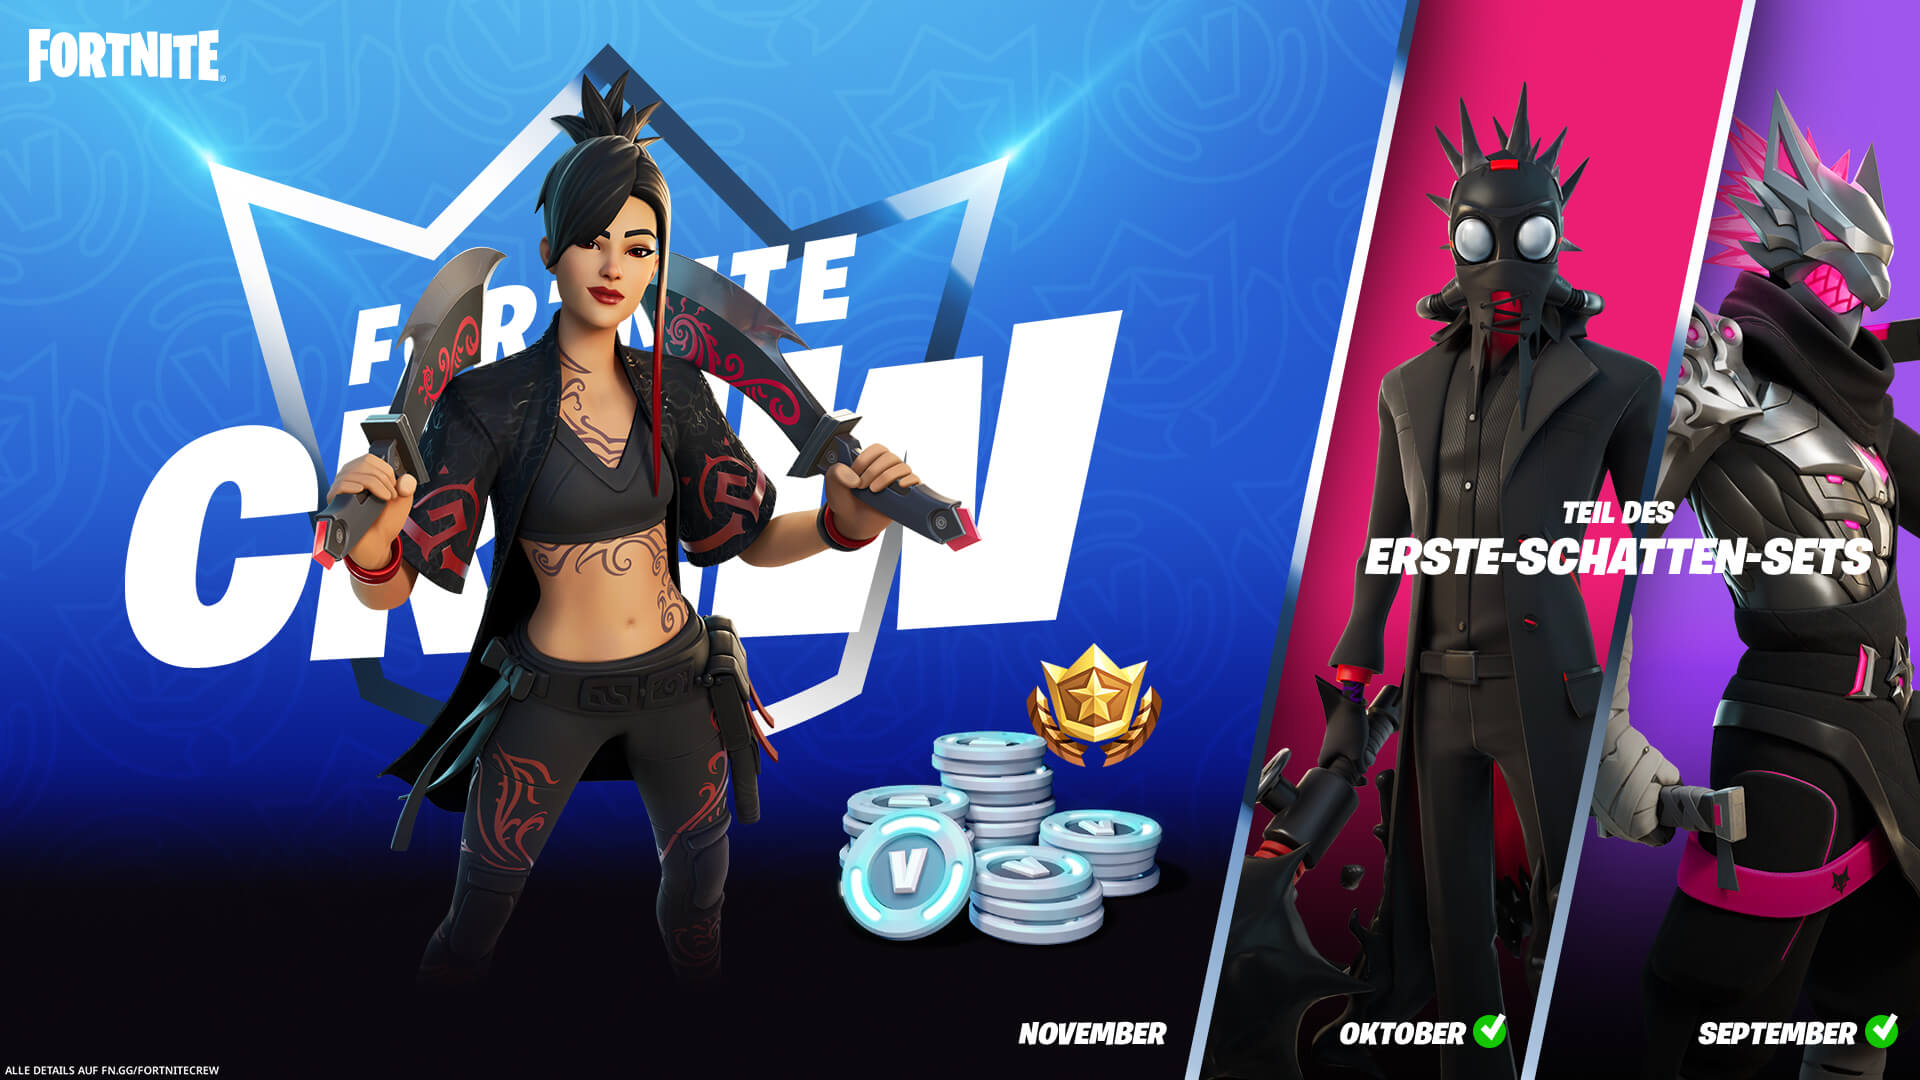 FORTNITE
FORTNITE
CREW
TEIL DES
ERSTE-SCHATTEN-SETS
V
NOVEMBER
OKTOBER
SEPTEMBER
ALLE DETAILS AUF FN.GG/FORTNITECREW